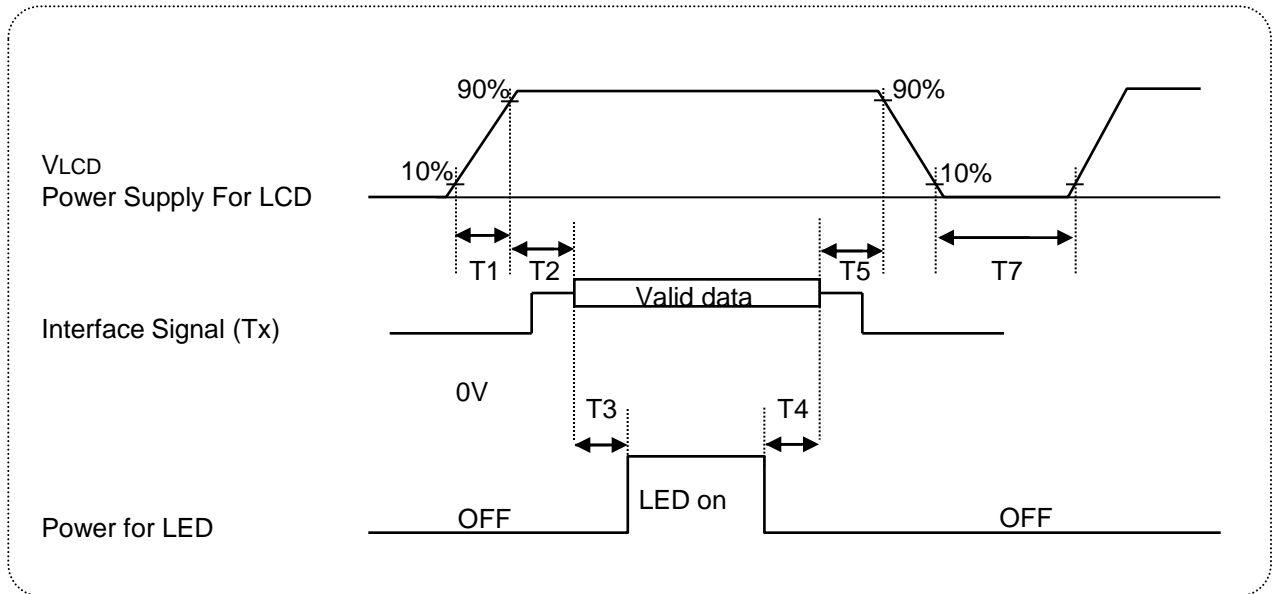 90%
90%
VLCD
10%
10%
Power Supply For LCD
T1
T2
T5
T7
Valid data
Interface Signal (Tx)
0V
T3
T4
LED on
Power for LED
OFF
OFF